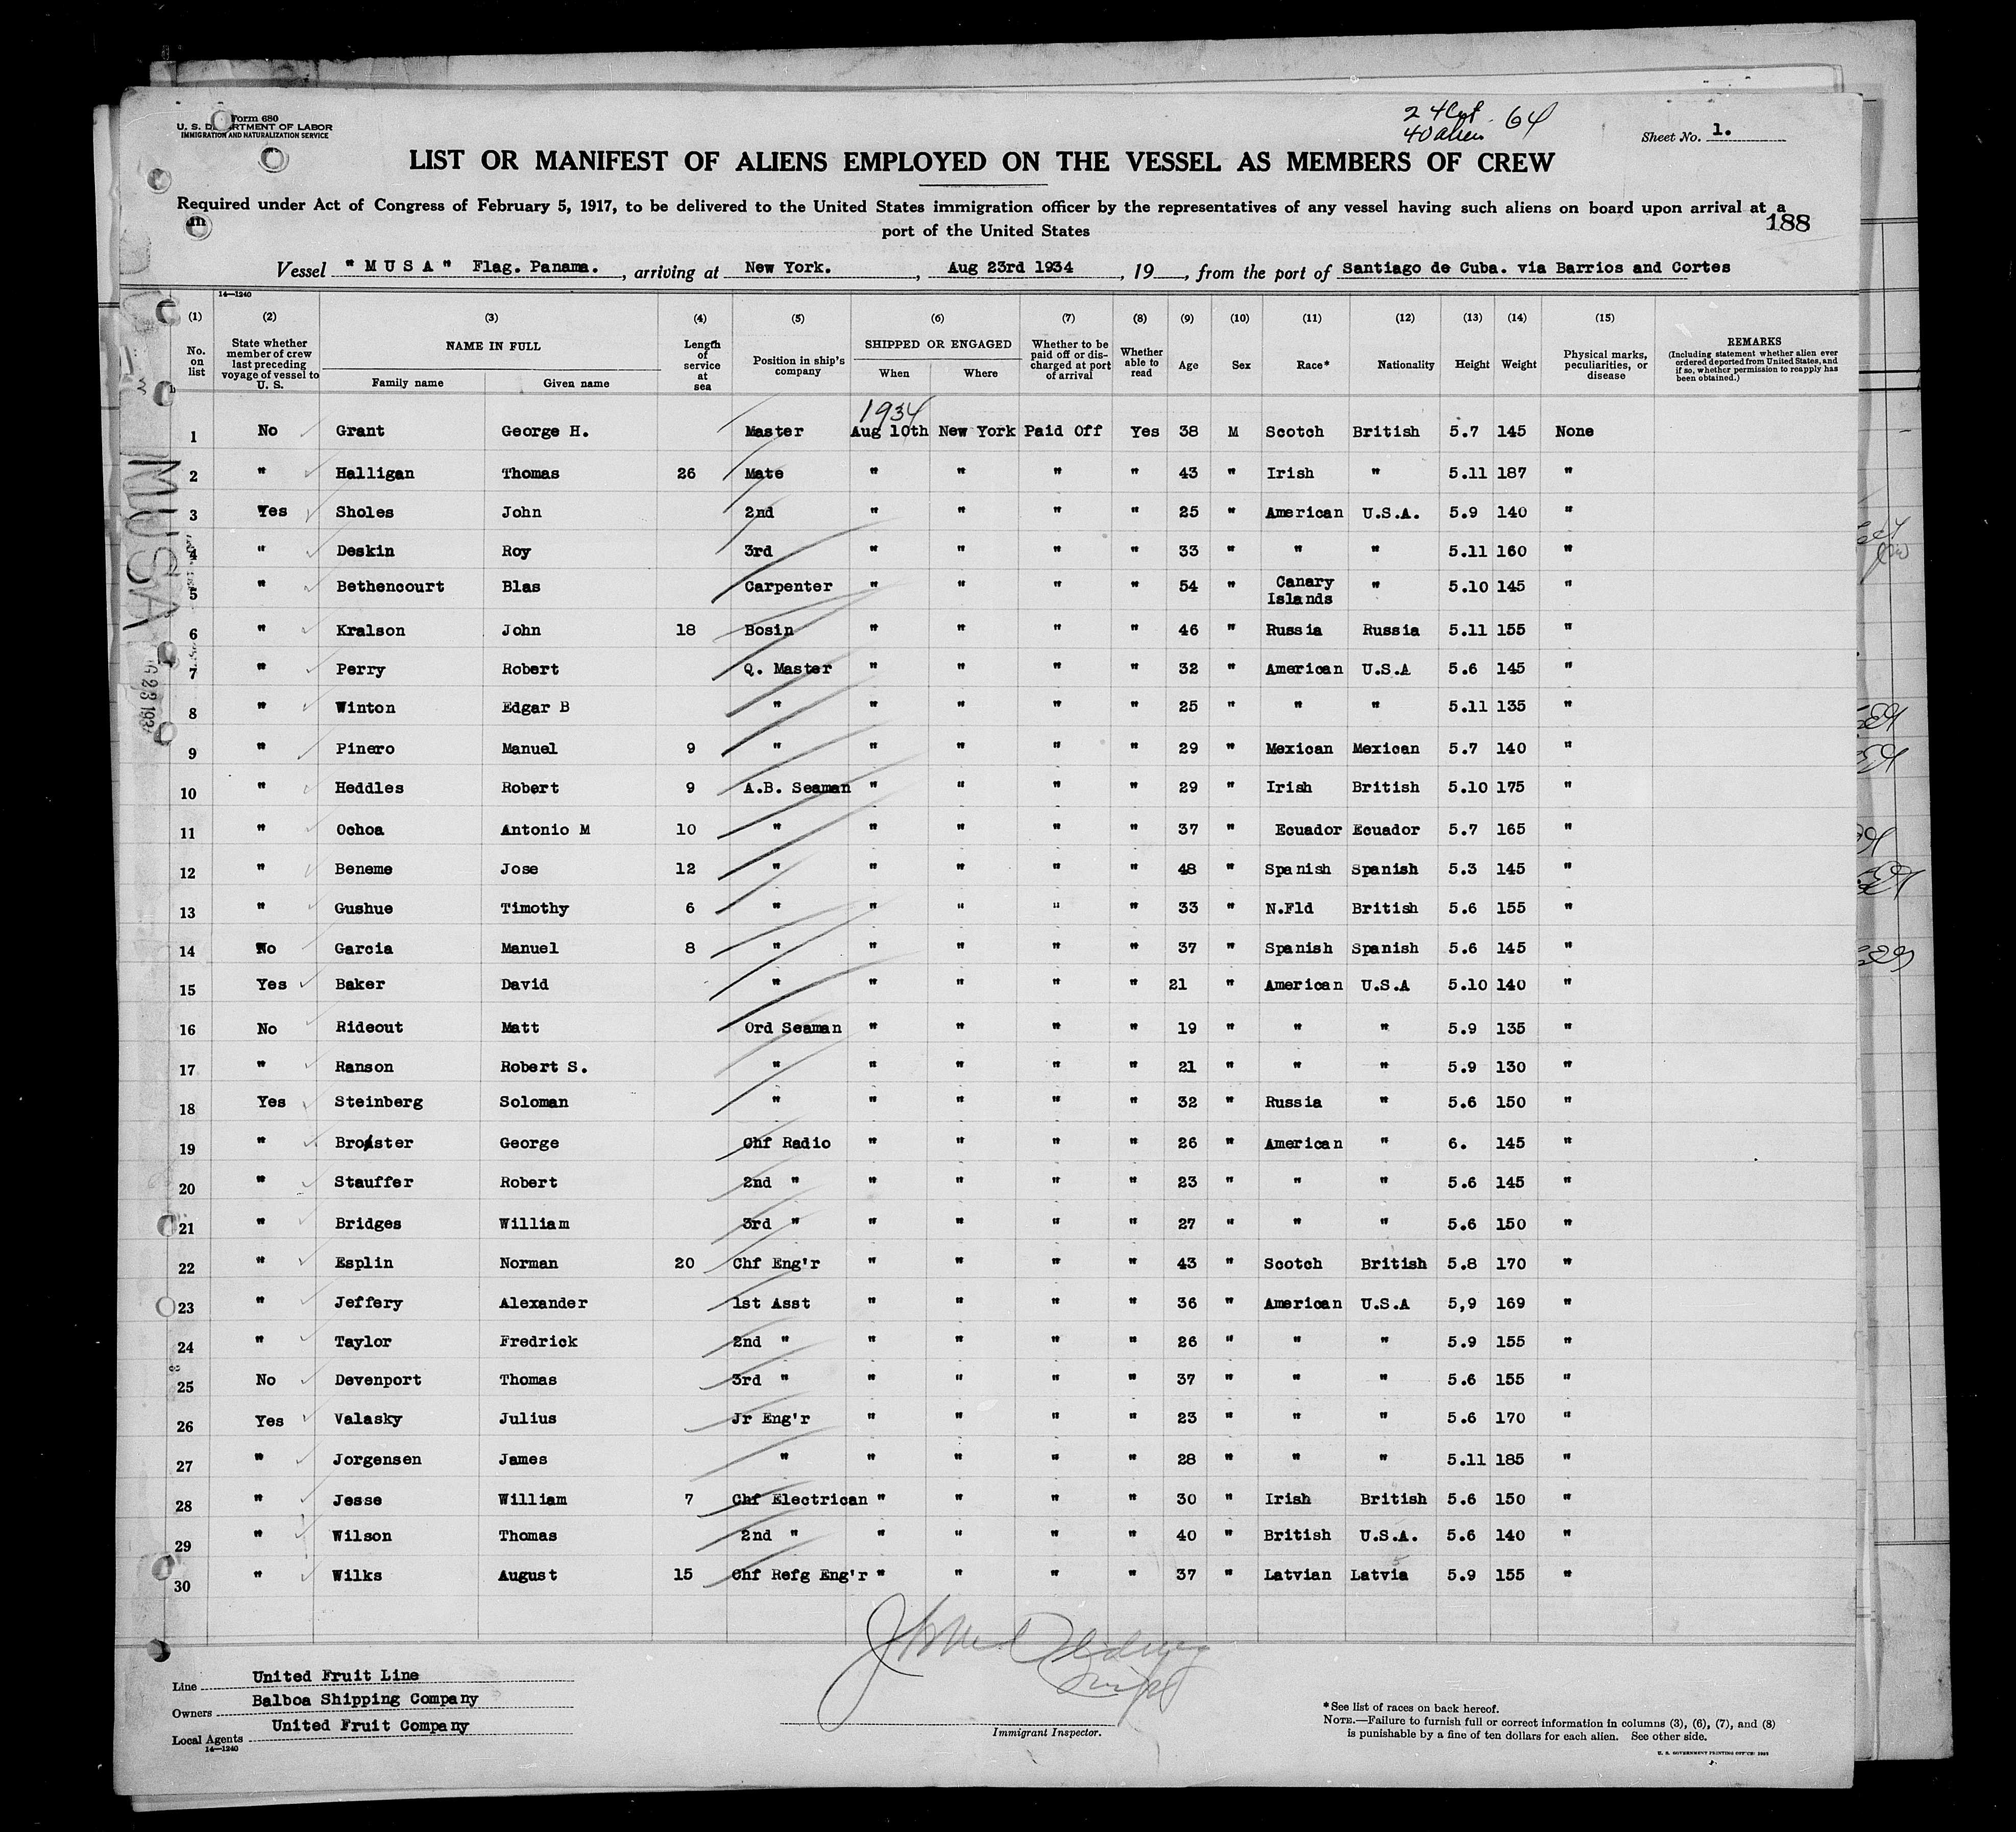 Form 680
U. S. DEPARTMENT OF LABOR
IMMIGRATION AND NATURALIZATION SERVICE
40 alien 64
Sheet No. 1.
LIST OR MANIFEST OF ALIENS EMPLOYED ON THE VESSEL AS MEMBERS OF CREW
Required under Act of Congress of February 5, 1917, to be delivered to the United States immigration officer by the representatives of any vessel having such aliens on board upon arrival at a
port of the United States
188
Vessel "MUSA" Flag. Panama. , arriving at New York. , Aug 23rd 1934 , 19 , from the port of Santiago de Cuba. via Barrios and Cortes
14—1240
(1) (2) (3) (4) (5) (6) (7) (8) (9) (10) (11) (12) (13) (14) (15)
No. on list State whether member of crew last preceding voyage of vessel to U. S. NAME IN FULL Family name Given name Length of service at sea Position in ship's company SHIPPED OR ENGAGED When Where Whether to be paid off or discharged at port of arrival Whether able to read Age Sex Race* Nationality Height Weight Physical marks, peculiarities, or disease REMARKS (Including statement whether alien ever ordered deported from United States, and if so, whether permission to reapply has been obtained.)
1934
1 No Grant George H. Master Aug 10th New York Paid Off Yes 38 M Scotch British 5.7 145 None
2 " Halligan Thomas 26 Mate " " " " 43 " Irish " 5.11 187 "
3 Yes Sholes John 2nd " " " " 25 " American U.S.A. 5.9 140 "
4 " Deskin Roy 3rd " " " " 33 " " " 5.11 160 "
5 " Bethencourt Blas Carpenter " " " " 54 " Canary Islands " 5.10 145 "
6 " Kralson John 18 Bosin " " " " 46 " Russia Russia 5.11 155 "
7 " Perry Robert Q. Master " " " " 32 " American U.S.A 5.6 145 "
8 " Winton Edgar B " " " " " 25 " " " 5.11 135 "
9 " Pinero Manuel 9 " " " " " 29 " Mexican Mexican 5.7 140 "
10 " Heddles Robert 9 A.B. Seaman " " " " 29 " Irish British 5.10 175 "
11 " Ochoa Antonio M 10 " " " " " 37 " Ecuador Ecuador 5.7 165 "
12 " Beneme Jose 12 " " " " " 48 " Spanish Spanish 5.3 145 "
13 " Gushue Timothy 6 " " " " " 33 " N.Fld British 5.6 155 "
14 No Garcia Manuel 8 " " " " " 37 " Spanish Spanish 5.6 145 "
15 Yes Baker David " " " " " 21 " American U.S.A 5.10 140 "
16 No Rideout Matt Ord Seaman " " " " 19 " " " 5.9 135 "
17 " Ranson Robert S. " " " " " 21 " " " 5.9 130 "
18 Yes Steinberg Soloman " " " " " 32 " Russia " 5.6 150 "
19 " Broister George Chf Radio " " " " 26 " American " 6. 145 "
20 " Stauffer Robert 2nd " " " " " 23 " " " 5.6 145 "
21 " Bridges William 3rd " " " " " 27 " " " 5.6 150 "
22 " Esplin Norman 20 Chf Eng'r " " " " 43 " Scotch British 5.8 170 "
23 " Jeffery Alexander 1st Asst " " " " 36 " American U.S.A 5,9 169 "
24 " Taylor Fredrick 2nd " " " " " 26 " " " 5.9 155 "
25 No Devenport Thomas 3rd " " " " " 37 " " " 5.6 155 "
26 Yes Valasky Julius Jr Eng'r " " " " 23 " " " 5.6 170 "
27 " Jorgensen James " " " " " 28 " " " 5.11 185 "
28 " Jesse William 7 Chf Electrican " " " " 30 " Irish British 5.6 150 "
29 " Wilson Thomas 2nd " " " " " 40 " British U.S.A. 5.6 140 "
30 " Wilks August 15 Chf Refg Eng'r " " " " 37 " Latvian Latvia 5.9 155 "
MUSA
Line United Fruit Line
Owners Balboa Shipping Company
Local Agents United Fruit Company
14—1240
Immigrant Inspector.
*See list of races on back hereof.
NOTE.—Failure to furnish full or correct information in columns (3), (6), (7), and (8)
is punishable by a fine of ten dollars for each alien. See other side.